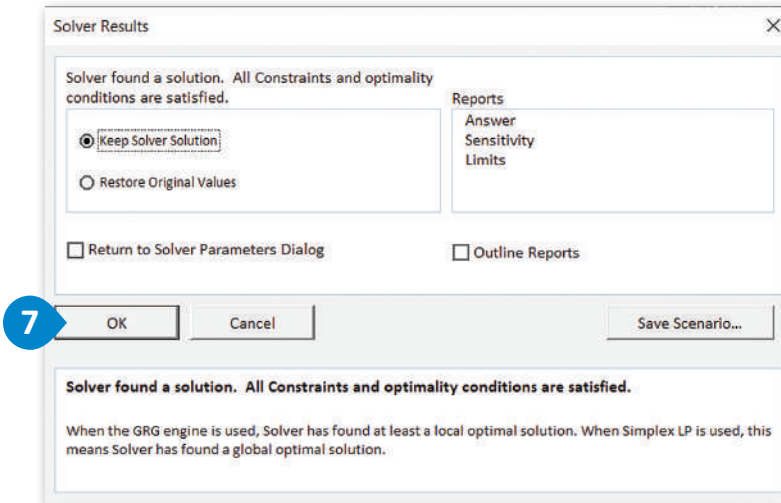 Solver Results
Solver found a solution. All Constraints and optimality
conditions are satisfied.
Keep Solver Solution
Restore Original Values
Reports
Answer
Sensitivity
Limits
Return to Solver Parameters Dialog
Outline Reports
7
OK
Cancel
Save Scenario...
Solver found a solution. All Constraints and optimality conditions are satisfied.
When the GRG engine is used, Solver has found at least a local optimal solution. When Simplex LP is used, this
means Solver has found a global optimal solution.